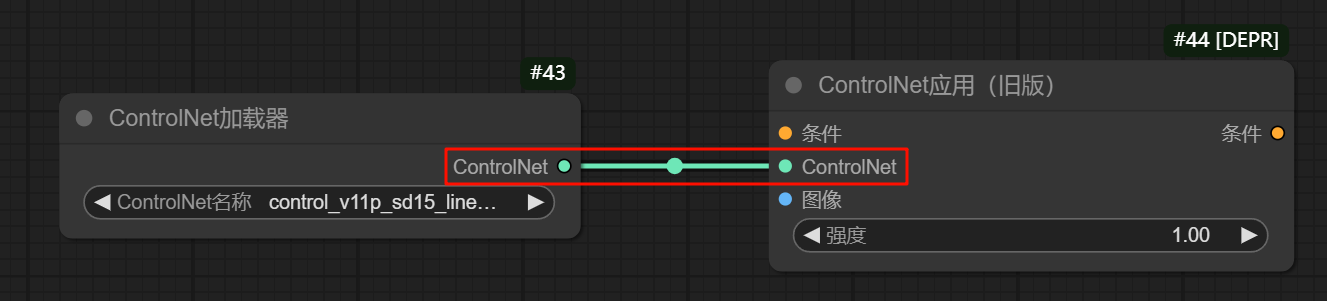 #44 [DEPR]
#43
ControlNet应用（旧版）
ControlNet加载器
条件 条件
ControlNet ControlNet
图像
ControlNet名称 control_v11p_sd15_line...
强度 1.00